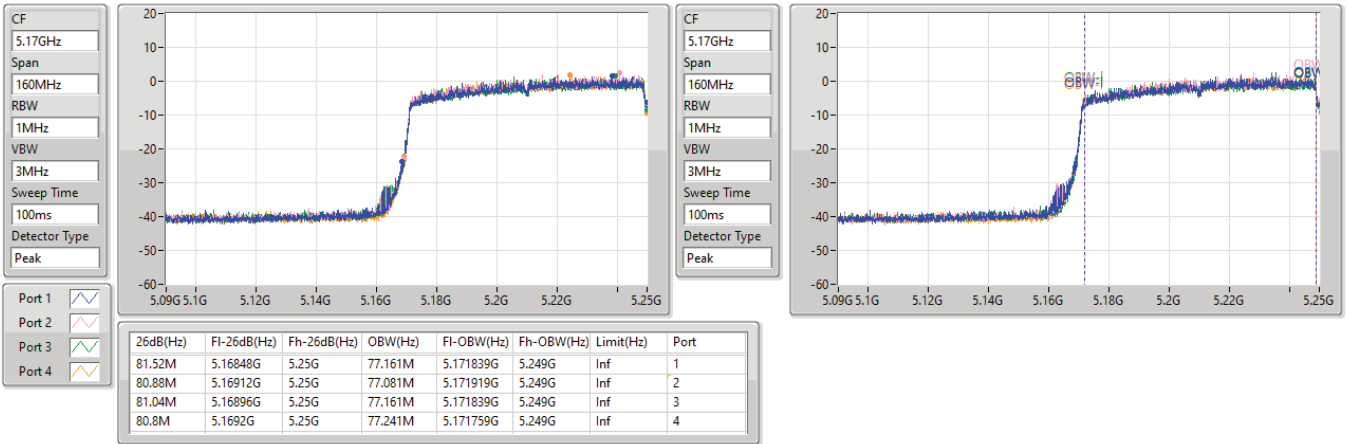 CF
5.17GHz
Span
160MHz
RBW
1MHz
VBW
3MHz
Sweep Time
100ms
Detector Type
Peak
20
10
0
-10
-20
-30
-40
-50
-60
5.09G 5.1G 5.12G 5.14G 5.16G 5.18G 5.2G 5.22G 5.25G
CF
5.17GHz
Span
160MHz
RBW
1MHz
VBW
3MHz
Sweep Time
100ms
Detector Type
Peak
20
10
0
-10
-20
-30
-40
-50
-60
OBW-|
OBW
OBW
5.09G 5.1G 5.12G 5.14G 5.16G 5.18G 5.2G 5.22G 5.25G
Port 1
Port 2
Port 3
Port 4
26dB(Hz) Fl-26dB(Hz) Fh-26dB(Hz) OBW(Hz) Fl-OBW(Hz) Fh-OBW(Hz) Limit(Hz) Port
81.52M 5.16848G 5.25G 77.161M 5.171839G 5.249G Inf 1
80.88M 5.16912G 5.25G 77.081M 5.171919G 5.249G Inf 2
81.04M 5.16896G 5.25G 77.161M 5.171839G 5.249G Inf 3
80.8M 5.1692G 5.25G 77.241M 5.171759G 5.249G Inf 4